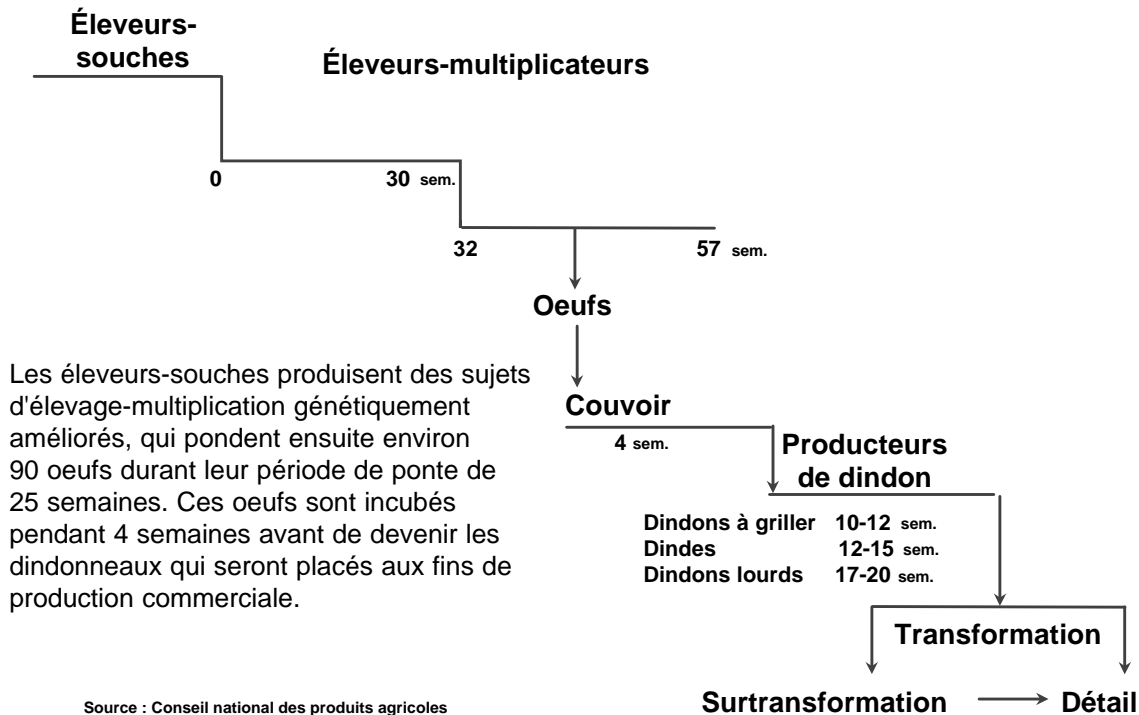 Éleveurs-
souches
Éleveurs-multiplicateurs
0
30 sem.
32
57 sem.
Oeufs
Les éleveurs-souches produisent des sujets
d'élevage-multiplication génétiquement
améliorés, qui pondent ensuite environ
90 oeufs durant leur période de ponte de
25 semaines. Ces oeufs sont incubés
pendant 4 semaines avant de devenir les
dindonneaux qui seront placés aux fins de
production commerciale.
Couvoir
4 sem.
Producteurs
de dindon
Dindons à griller 10-12 sem.
Dindes 12-15 sem.
Dindons lourds 17-20 sem.
Transformation
Surtransformation
Détail
Source : Conseil national des produits agricoles